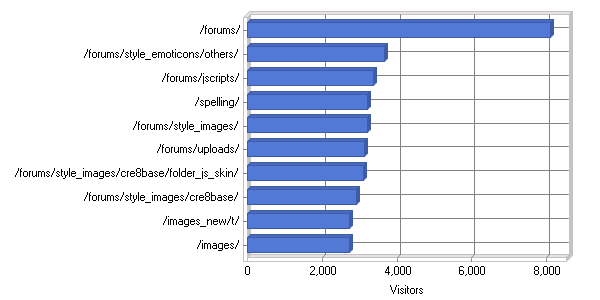 /forums/
/forums/style_emoticons/others/
/forums/jscripts/
/spelling/
/forums/style_images/
/forums/uploads/
/forums/style_images/cre8base/folder_js_skin/
/forums/style_images/cre8base/
/images_new/t/
/images/
0 2,000 4,000 6,000 8,000
Visitors